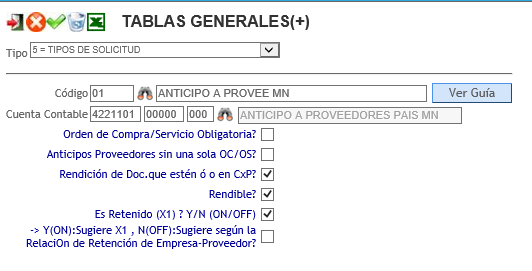 TABLAS GENERALES(+)
Tipo 5 = TIPOS DE SOLICITUD
Código 01 ANTICIPO A PROVEE MN Ver Guía
Cuenta Contable 4221101 00000 000 ANTICIPO A PROVEEDORES PAIS MN
Orden de Compra/Servicio Obligatoria?
Anticipos Proveedores sin una sola OC/OS?
Rendición de Doc.que estén ó o en CxP?
Rendible?
Es Retenido (X1) ? Y/N (ON/OFF)
-> Y(ON):Sugiere X1 , N(OFF):Sugiere según la
RelaciOn de Retención de Empresa-Proveedor?